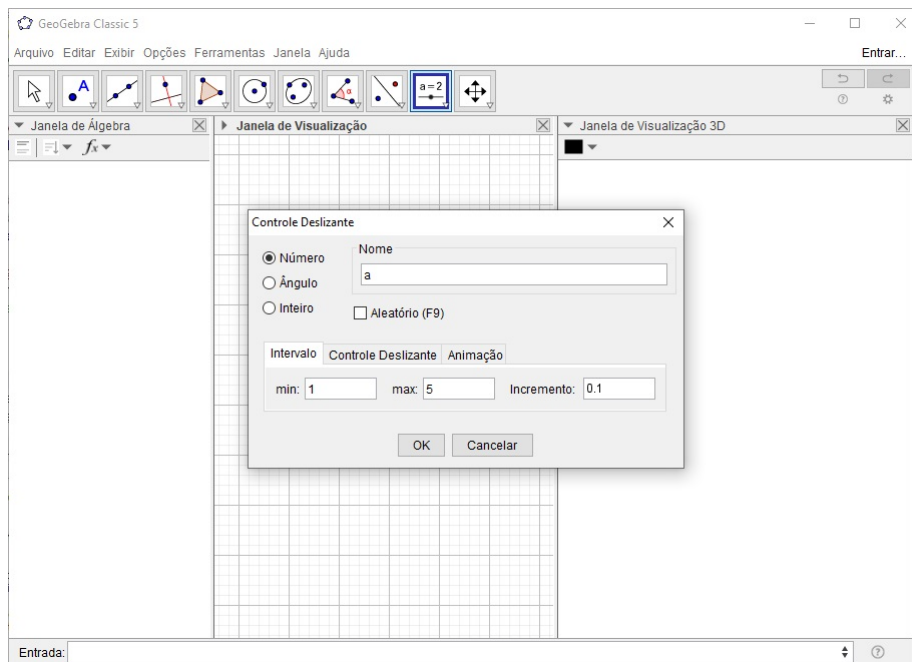 GeoGebra Classic 5
Arquivo Editar Exibir Opções Ferramentas Janela Ajuda
Entrar...
A
α
a=2
Janela de Álgebra
Janela de Visualização
Janela de Visualização 3D
fx
Controle Deslizante
Número
Ângulo
Inteiro
Nome
a
Aleatório (F9)
Intervalo Controle Deslizante Animação
min: 1 max: 5 Incremento: 0.1
OK Cancelar
Entrada: